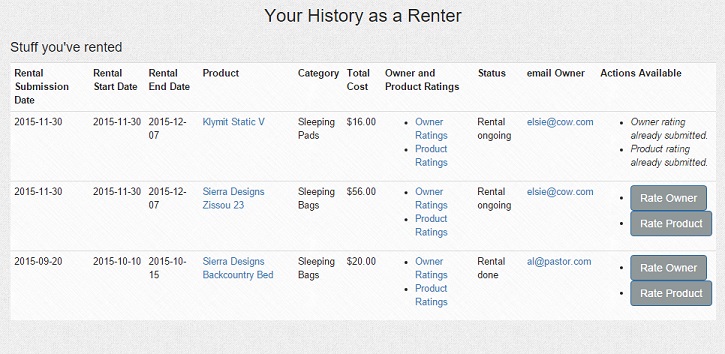 Your History as a Renter
Stuff you've rented
Rental Submission Date Rental Start Date Rental End Date Product Category Total Cost Owner and Product Ratings Status email Owner Actions Available
2015-11-30 2015-11-30 2015-12-07 Klymit Static V Sleeping Pads $16.00 Owner Ratings Product Ratings Rental ongoing elsie@cow.com Owner rating already submitted. Product rating already submitted.
2015-11-30 2015-11-30 2015-12-07 Sierra Designs Zissou 23 Sleeping Bags $56.00 Owner Ratings Product Ratings Rental ongoing elsie@cow.com Rate Owner Rate Product
2015-09-20 2015-10-10 2015-10-15 Sierra Designs Backcountry Bed Sleeping Bags $20.00 Owner Ratings Product Ratings Rental done al@pastor.com Rate Owner Rate Product